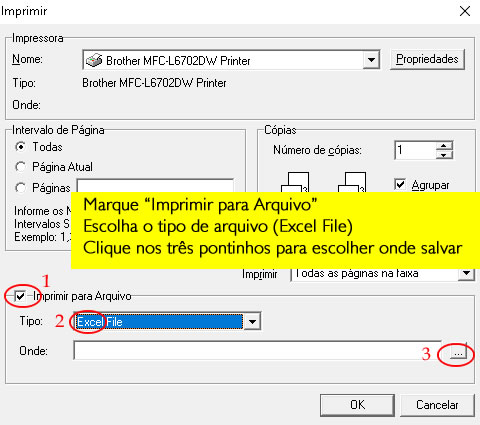 Imprimir
Impressora
Nome:
Brother MFC-L6702DW Printer
Propriedades
Tipo:
Brother MFC-L6702DW Printer
Onde:
Intervalo de Página
Todas
Página Atual
Páginas
Informe os N
Intervalos S
Exemplo: 1,3
Cópias
Número de cópias:
1
3
3
Agrupar
Marque “Imprimir para Arquivo”
Escolha o tipo de arquivo (Excel File)
Clique nos três pontinhos para escolher onde salvar
Imprimir
Todas as páginas na faixa
1
Imprimir para Arquivo
Tipo:
2
Excel File
Onde:
3
...
OK
Cancelar